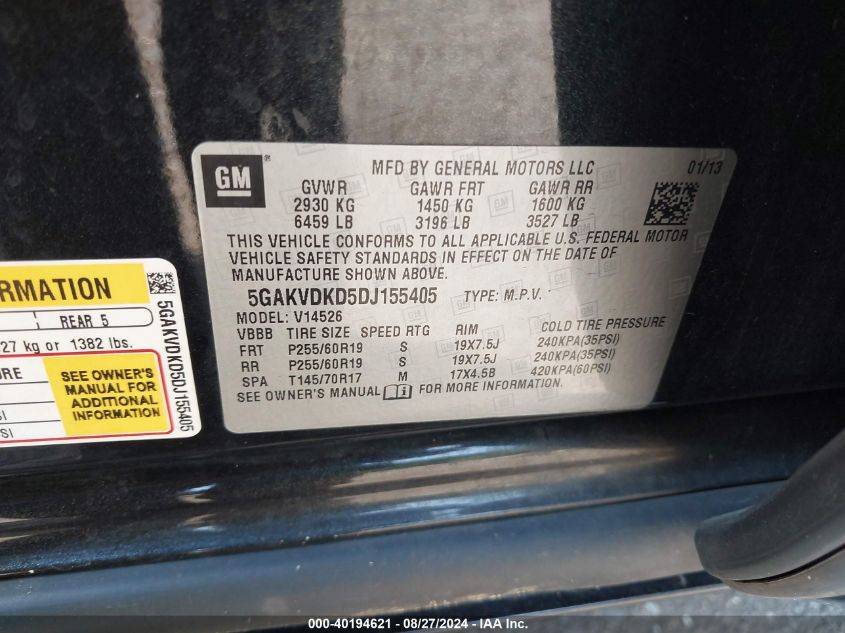 GM ®
MFD BY GENERAL MOTORS LLC 01/13
GVWR GAWR FRT GAWR RR
2930 KG 1450 KG 1600 KG
6459 LB 3196 LB 3527 LB
THIS VEHICLE CONFORMS TO ALL APPLICABLE U.S. FEDERAL MOTOR
VEHICLE SAFETY STANDARDS IN EFFECT ON THE DATE OF
MANUFACTURE SHOWN ABOVE.
5GAKVDKD5DJ155405 TYPE: M.P.V.
MODEL: V14526
VBBB TIRE SIZE SPEED RTG RIM COLD TIRE PRESSURE
FRT P255/60R19 S 19X7.5J 240KPA(35PSI)
RR P255/60R19 S 19X7.5J 240KPA(35PSI)
SPA T145/70R17 M 17X4.5B 420KPA(60PSI)
SEE OWNER'S MANUAL FOR MORE INFORMATION
REAR 5
1382 lbs.
kg or
SEE OWNER'S
MANUAL FOR
ADDITIONAL
INFORMATION
5GAKVDKD5DJ155405
000-40194621 - 08/27/2024 - IAA Inc.